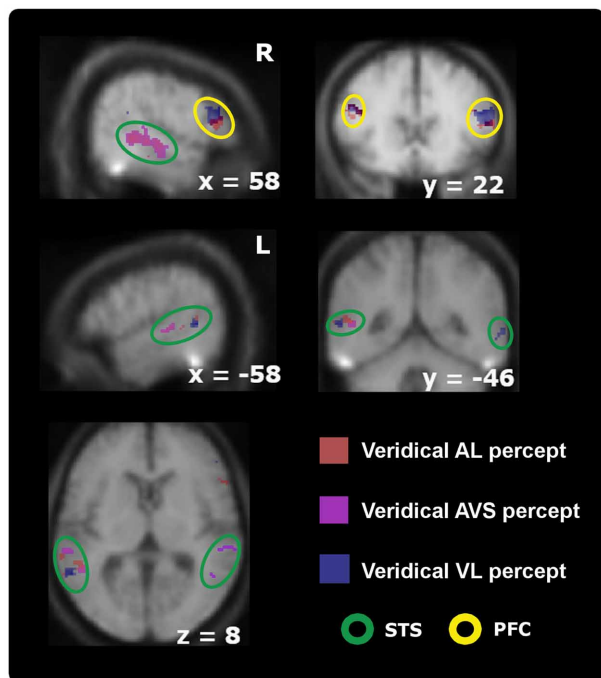 R
x = 58
y = 22
L
x = -58
y = -46
Veridical AL percept
Veridical AVS percept
Veridical VL percept
z = 8
STS
PFC